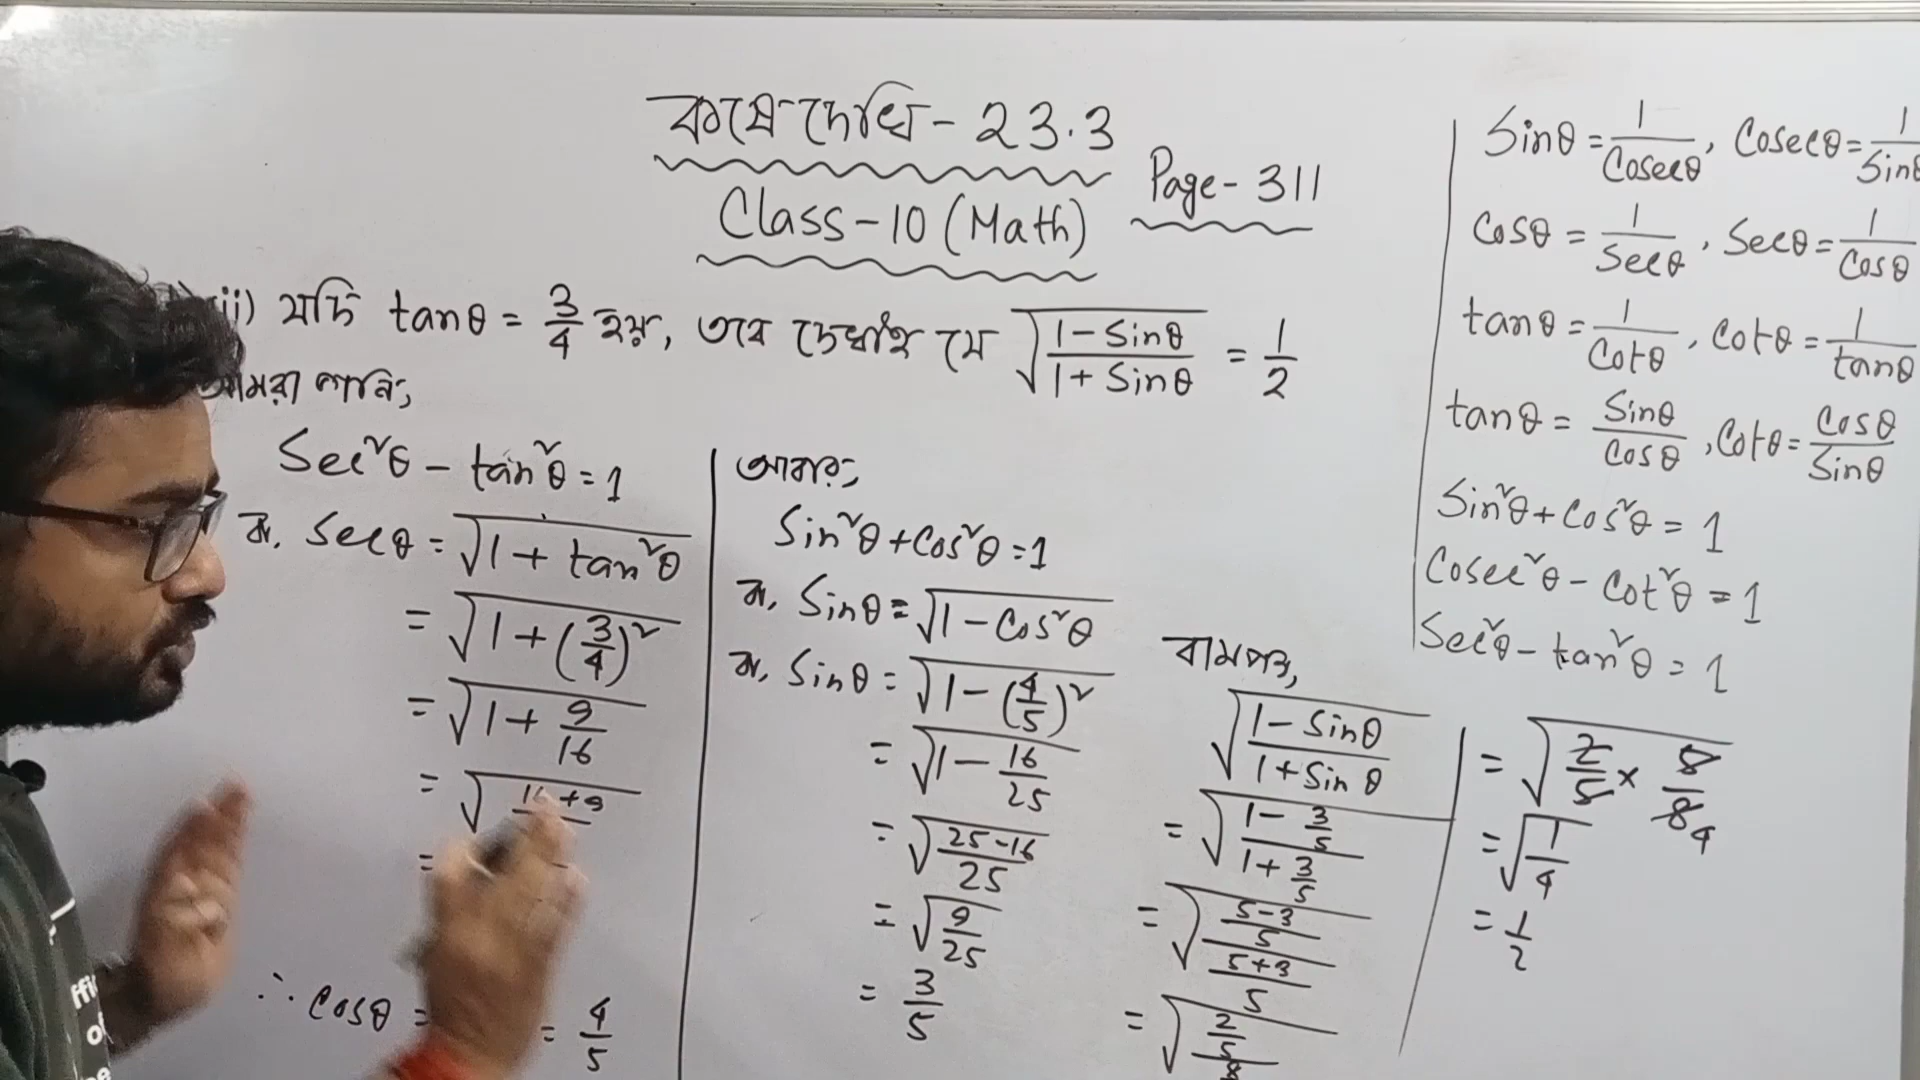 কষে দেখি - 23.3
Class-10 (Math)
Page- 311
ii) যদি tanθ = 3/4 হয়, তবে দেখাই যে √((1-Sinθ)/(1+Sinθ)) = 1/2
আমরা জানি,
Sec²θ - tan²θ = 1
বা, Secθ = √(1 + tan²θ)
= √(1+(3/4)²)
= √(1+ 9/16)
= √(16+9
=
∴ Cosθ = = 4/5
আবার,
Sin²θ + Cos²θ = 1
বা, Sinθ = √(1 - Cos²θ)
বা, Sinθ = √(1-(4/5)²)
= √(1 - 16/25)
= √((25-16)/25)
= √(9/25)
= 3/5
বামপক্ষ,
√((1-Sinθ)/(1+Sinθ))
= √((1- 3/5)/(1+ 3/5))
= √(((5-3)/5)/((5+3)/5))
= √((2/5)/(8
= √(2/5 × 5/8) 4
= √(1/4)
= 1/2
Sinθ = 1/Cosecθ, Cosecθ = 1/Sinθ
Cosθ = 1/Secθ, Secθ = 1/Cosθ
tanθ = 1/Cotθ, Cotθ = 1/tanθ
tanθ = Sinθ/Cosθ, Cotθ = Cosθ/Sinθ
Sin²θ + Cos²θ = 1
Cosec²θ - Cot²θ = 1
Sec²θ - tan²θ = 1